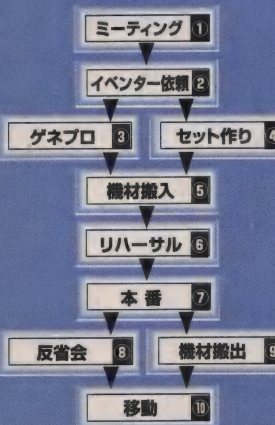 ミーティング ①
イベンター依頼 ②
ゲネプロ ③
セット作り ④
機材搬入 ⑤
リハーサル ⑥
本番 ⑦
反省会 ⑧
機材搬出 ⑨
移動 ⑩